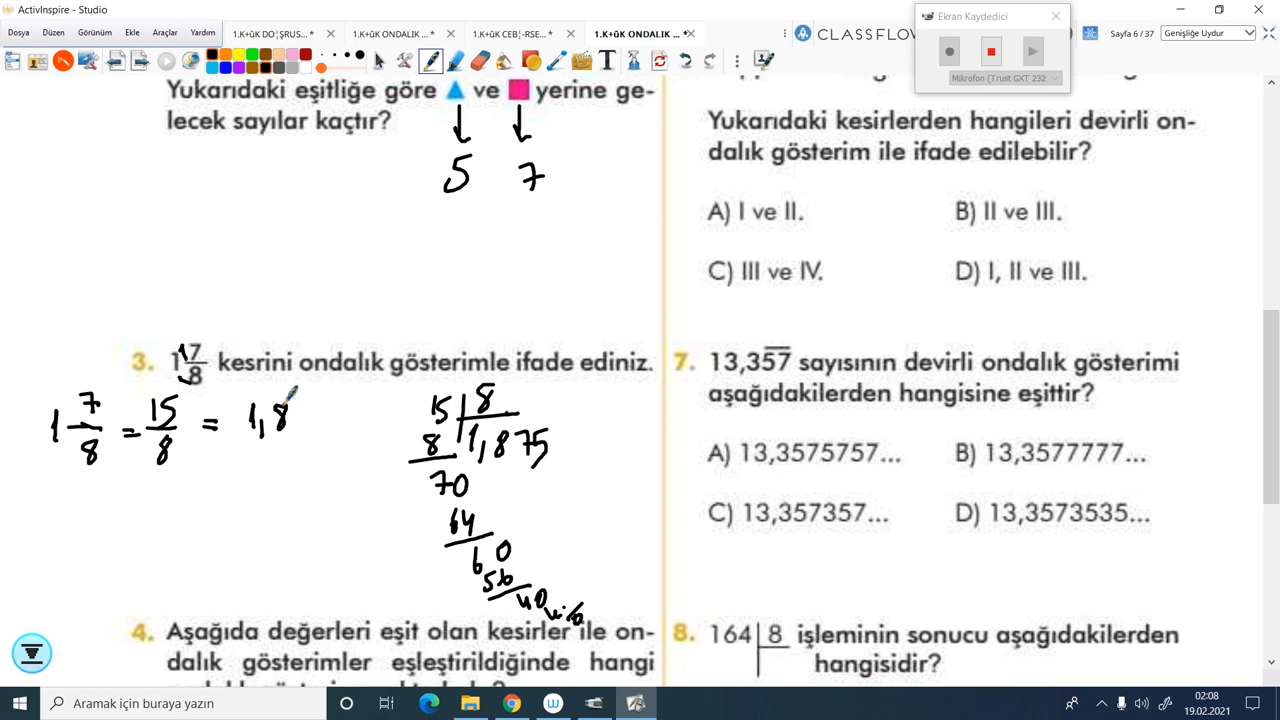 ActivInspire - Studio
Dosya Düzen Görünüm Ekle Araçlar Yardım
1.K+ûK DO¦ŞRUS...
1.K+ûK ONDALIK ...
1.K+ûK CEB¦-RSE...
1.K+ûK ONDALIK ...
CLASSFLOW
Sayfa 6 / 37
Genişliğe Uydur
Ekran Kaydedici
Mikrofon (Trust GXT 232
Yukarıdaki eşitliğe göre ve yerine ge-
lecek sayılar kaçtır?
5 7
3. 1 7/8 kesrini ondalık gösterimle ifade ediniz.
1 7/8 = 15/8 = 1,8
15 8
8 1,875
70
64
60
56
40
4. Aşağıda değerleri eşit olan kesirler ile on-
dalık gösterimler eşleştirildiğinde hangi
Yukarıdaki kesirlerden hangileri devirli on-
dalık gösterim ile ifade edilebilir?
A) I ve II. B) II ve III.
C) III ve IV. D) I, II ve III.
7. 13,35̅7̅ sayısının devirli ondalık gösterimi
aşağıdakilerden hangisine eşittir?
A) 13,3575757... B) 13,3577777...
C) 13,357357... D) 13,3573535...
8. 164 8 işleminin sonucu aşağıdakilerden
hangisidir?
Aramak için buraya yazın
02:08
19.02.2021